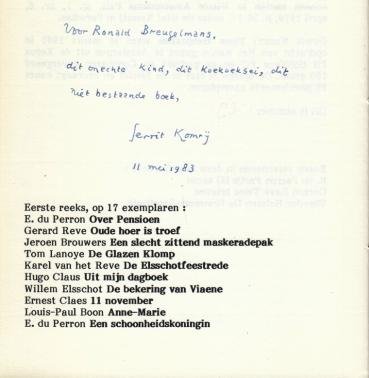 Voor Ronald Breugelmans,
dit onechte kind, dit koekoeksei, dit
niet bestaande boek,
Gerrit Komrij
11 mei 1983
Eerste reeks, op 17 exemplaren :
E. du Perron Over Pensioen
Gerard Reve Oude hoer is troef
Jeroen Brouwers Een slecht zittend maskeradepak
Tom Lanoye De Glazen Klomp
Karel van het Reve De Elsschotfeestrede
Hugo Claus Uit mijn dagboek
Willem Elsschot De bekering van Viaene
Ernest Claes 11 november
Louis-Paul Boon Anne-Marie
E. du Perron Een schoonheidskoningin